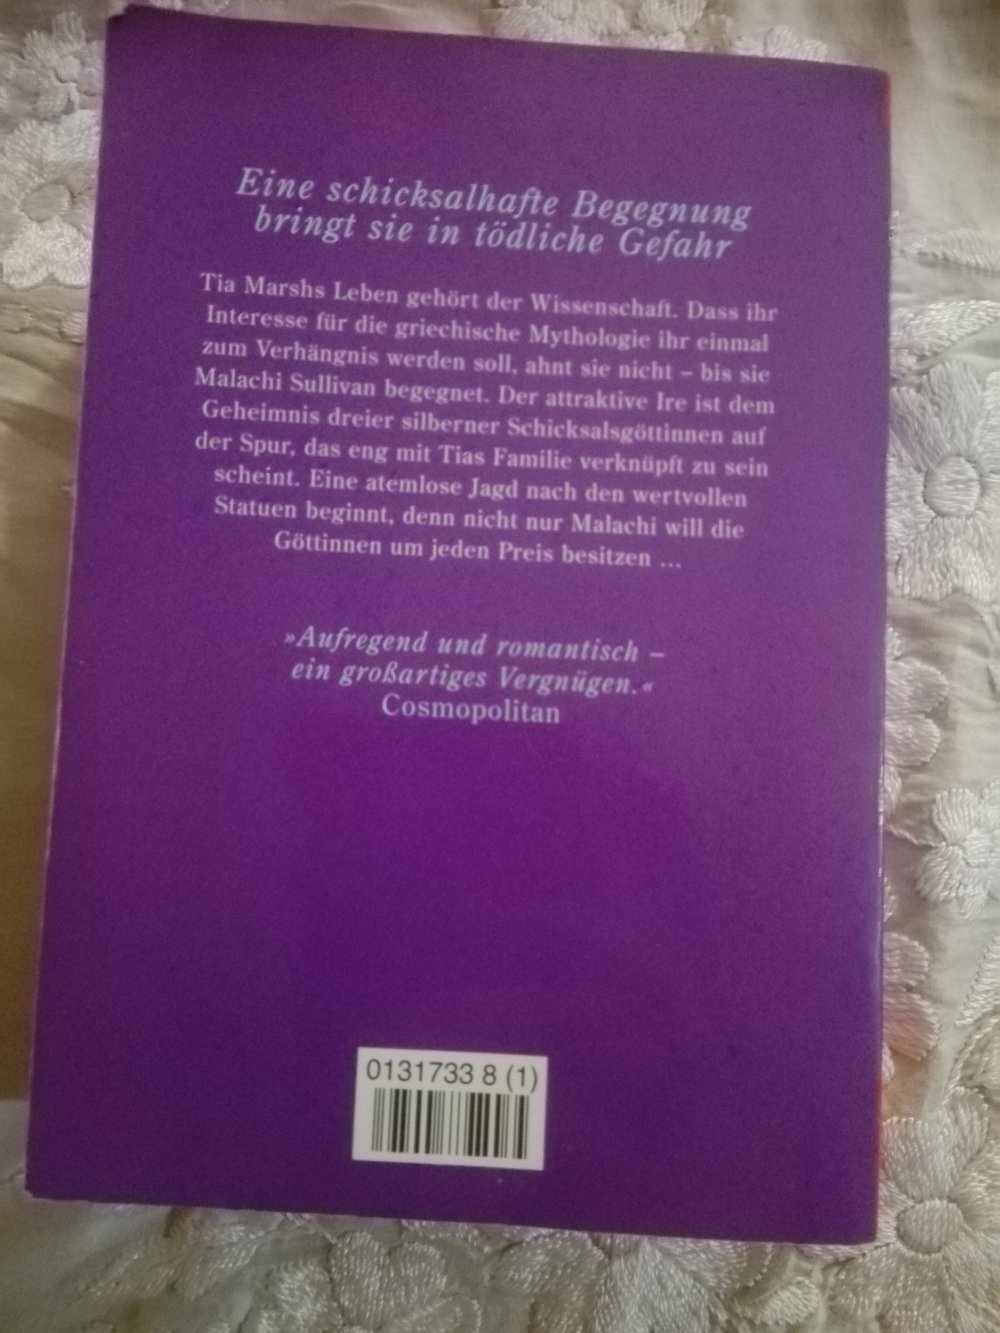 Eine schicksalhafte Begegnung
bringt sie in tödliche Gefahr
Tia Marshs Leben gehört der Wissenschaft. Dass ihr
Interesse für die griechische Mythologie ihr einmal
zum Verhängnis werden soll, ahnt sie nicht – bis sie
Malachi Sullivan begegnet. Der attraktive Ire ist dem
Geheimnis dreier silberner Schicksalsgöttinnen auf
der Spur, das eng mit Tias Familie verknüpft zu sein
scheint. Eine atemlose Jagd nach den wertvollen
Statuen beginnt, denn nicht nur Malachi will die
Göttinnen um jeden Preis besitzen ...
»Aufregend und romantisch –
ein großartiges Vergnügen.«
Cosmopolitan
0131733 8 (1)